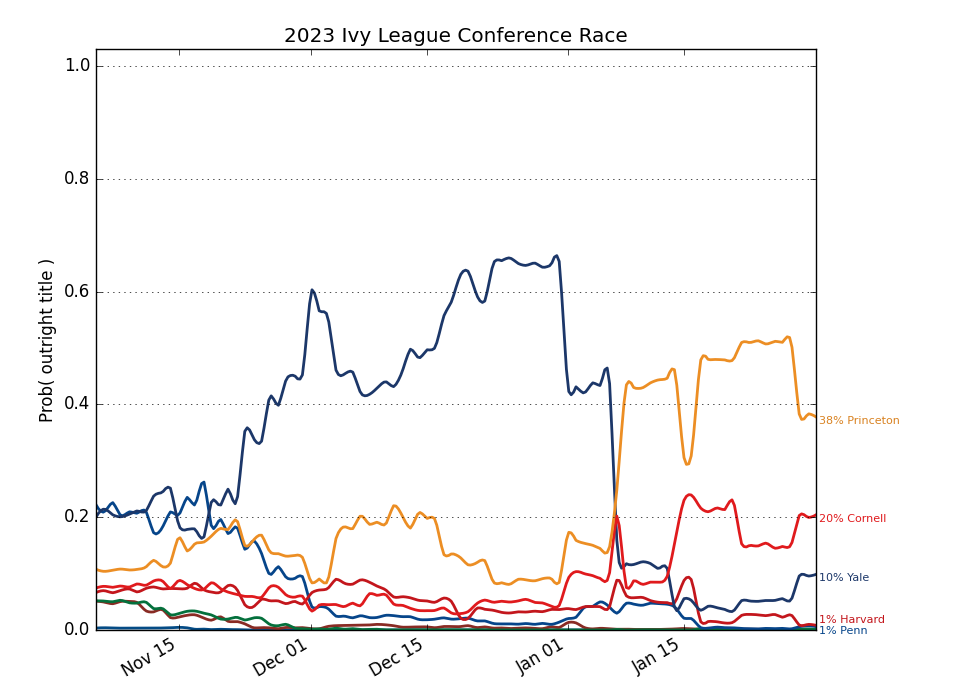 2023 Ivy League Conference Race
Prob( outright title )
1.0
0.8
0.6
0.4
0.2
0.0
38% Princeton
20% Cornell
10% Yale
1% Harvard
1% Penn
Nov 15
Dec 01
Dec 15
Jan 01
Jan 15